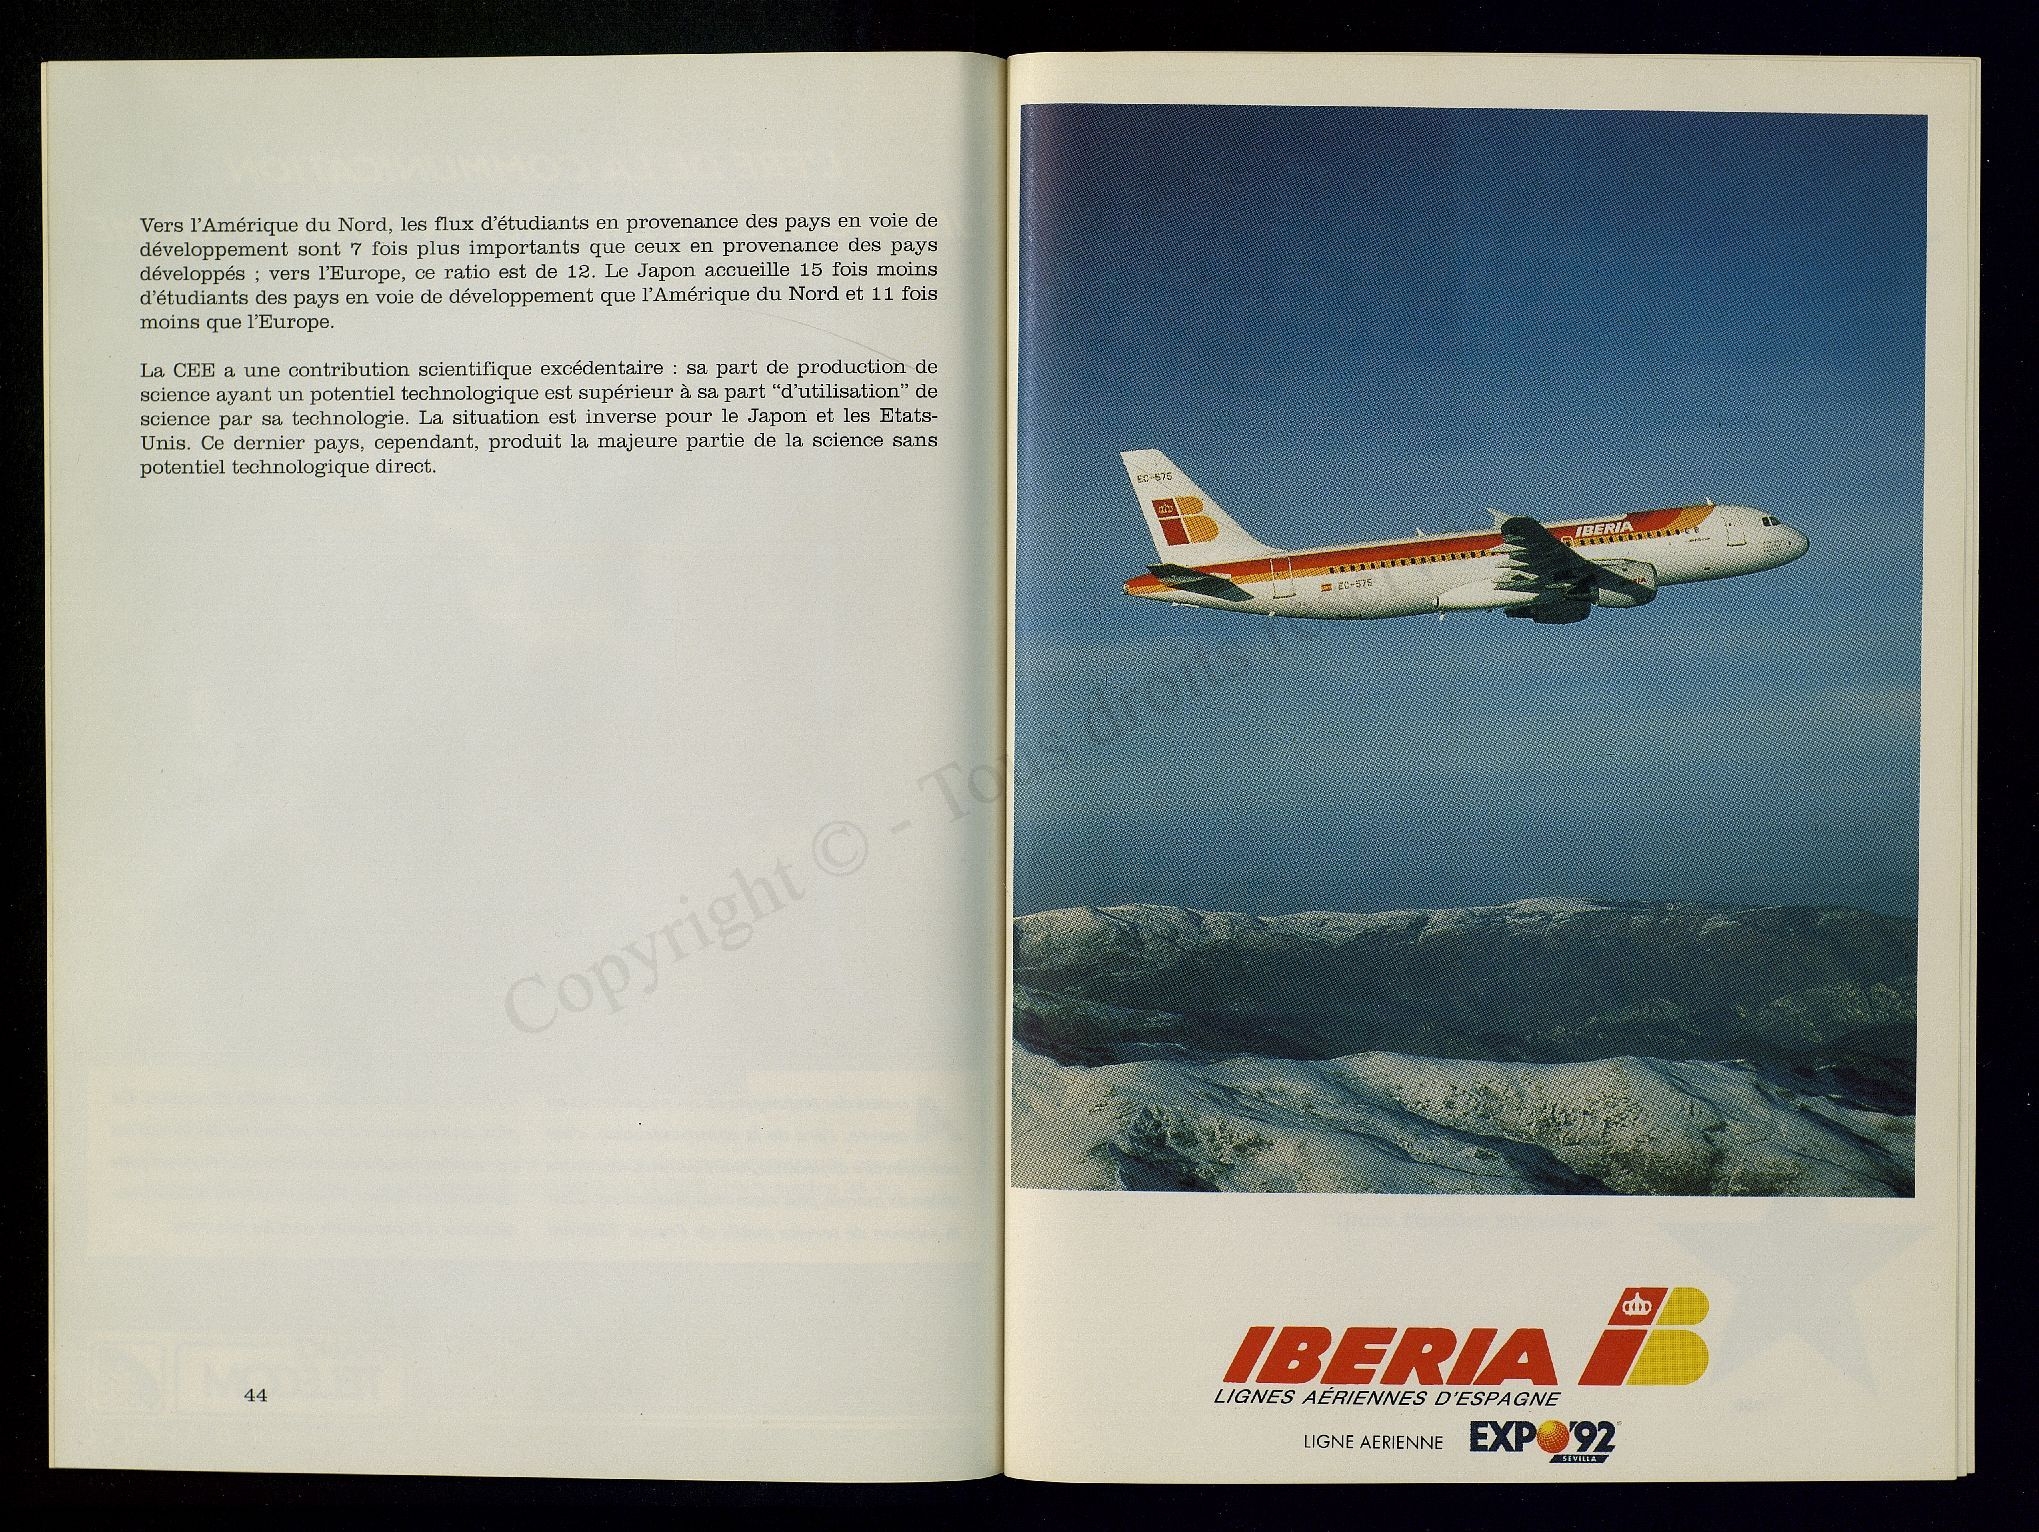 Vers l'Amérique du Nord, les flux d'étudiants en provenance des pays en voie de
développement sont 7 fois plus importants que ceux en provenance des pays
développés ; vers l'Europe, ce ratio est de 12. Le Japon accueille 15 fois moins
d'étudiants des pays en voie de développement que l'Amérique du Nord et 11 fois
moins que l'Europe.
La CEE a une contribution scientifique excédentaire : sa part de production de
science ayant un potentiel technologique est supérieur à sa part "d'utilisation" de
science par sa technologie. La situation est inverse pour le Japon et les Etats-
Unis. Ce dernier pays, cependant, produit la majeure partie de la science sans
potentiel technologique direct.
44
Copyright © - Tous droits
EC-575
IB
IBERIA
EC-575
IBERIA IB
LIGNES AÉRIENNES D'ESPAGNE
LIGNE AERIENNE EXPO'92
SEVILLA